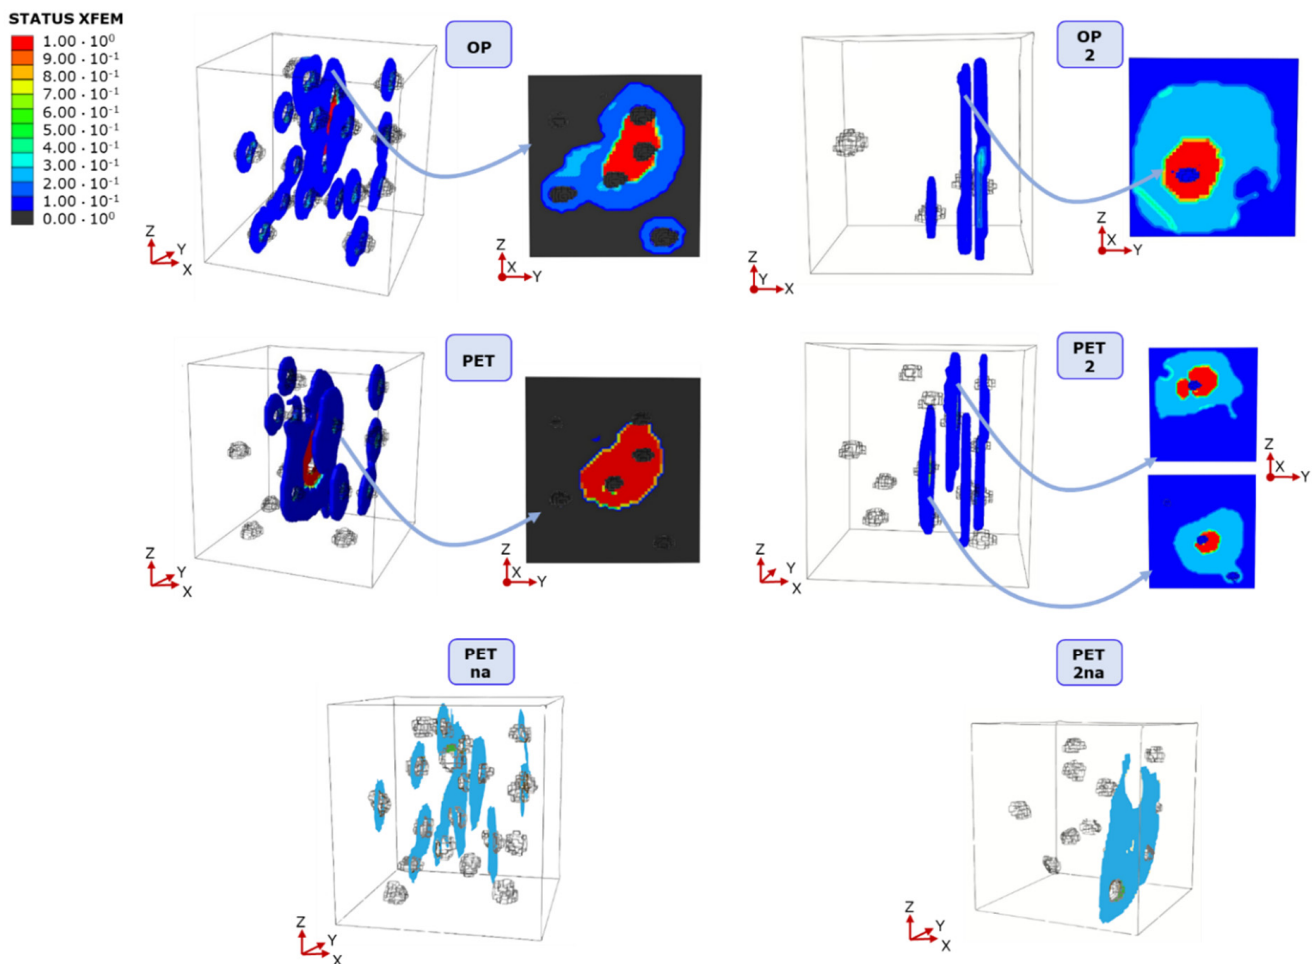 STATUS XFEM
1.00 · 10⁰
9.00 · 10⁻¹
8.00 · 10⁻¹
7.00 · 10⁻¹
6.00 · 10⁻¹
5.00 · 10⁻¹
4.00 · 10⁻¹
3.00 · 10⁻¹
2.00 · 10⁻¹
1.00 · 10⁻¹
0.00 · 10⁰
OP
Z
Y
X
Z
X
Y
OP
2
Z
Y
X
Z
X
Y
PET
Z
Y
X
Z
X
Y
PET
2
Z
Y
X
Z
X
Y
PET
na
Z
Y
X
PET
2na
Z
Y
X